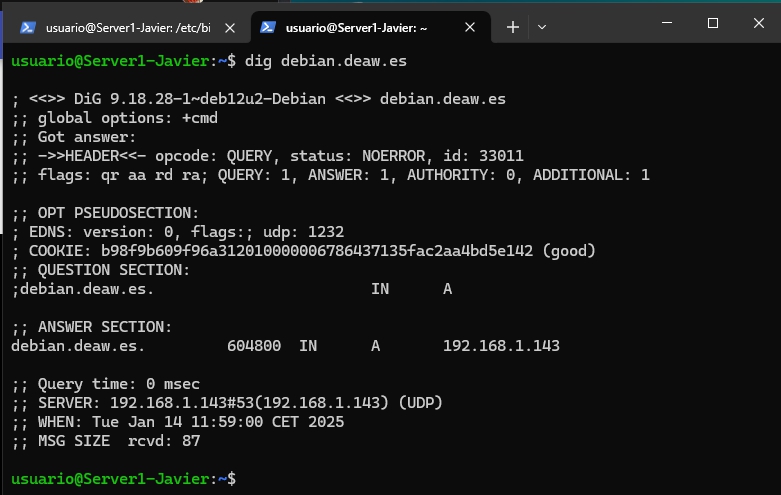 usuario@Server1-Javier: /etc/bi
usuario@Server1-Javier: ~
usuario@Server1-Javier:~$ dig debian.deaw.es
; <<>> DiG 9.18.28-1~deb12u2-Debian <<>> debian.deaw.es
;; global options: +cmd
;; Got answer:
;; ->>HEADER<<- opcode: QUERY, status: NOERROR, id: 33011
;; flags: qr aa rd ra; QUERY: 1, ANSWER: 1, AUTHORITY: 0, ADDITIONAL: 1
;; OPT PSEUDOSECTION:
; EDNS: version: 0, flags:; udp: 1232
; COOKIE: b98f9b609f96a312010000006786437135fac2aa4bd5e142 (good)
;; QUESTION SECTION:
;debian.deaw.es. IN A
;; ANSWER SECTION:
debian.deaw.es. 604800 IN A 192.168.1.143
;; Query time: 0 msec
;; SERVER: 192.168.1.143#53(192.168.1.143) (UDP)
;; WHEN: Tue Jan 14 11:59:00 CET 2025
;; MSG SIZE rcvd: 87
usuario@Server1-Javier:~$